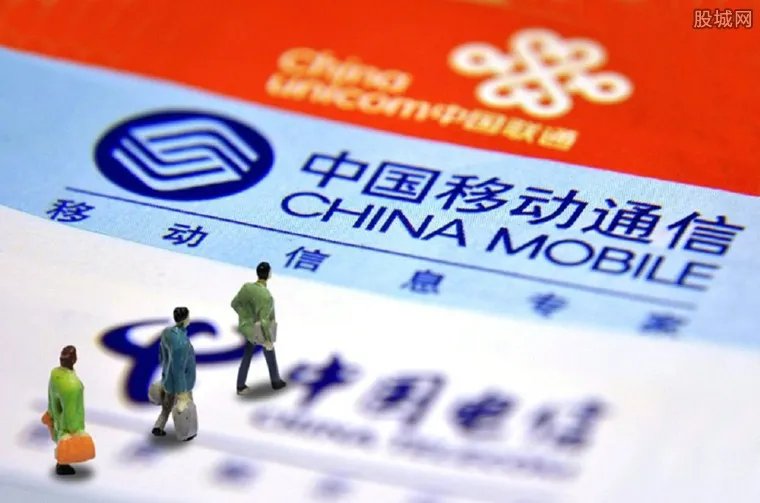 股城网
China
unicom中国联通
中国移动通信
CHINA MOBILE
移动信息专家
中国电信